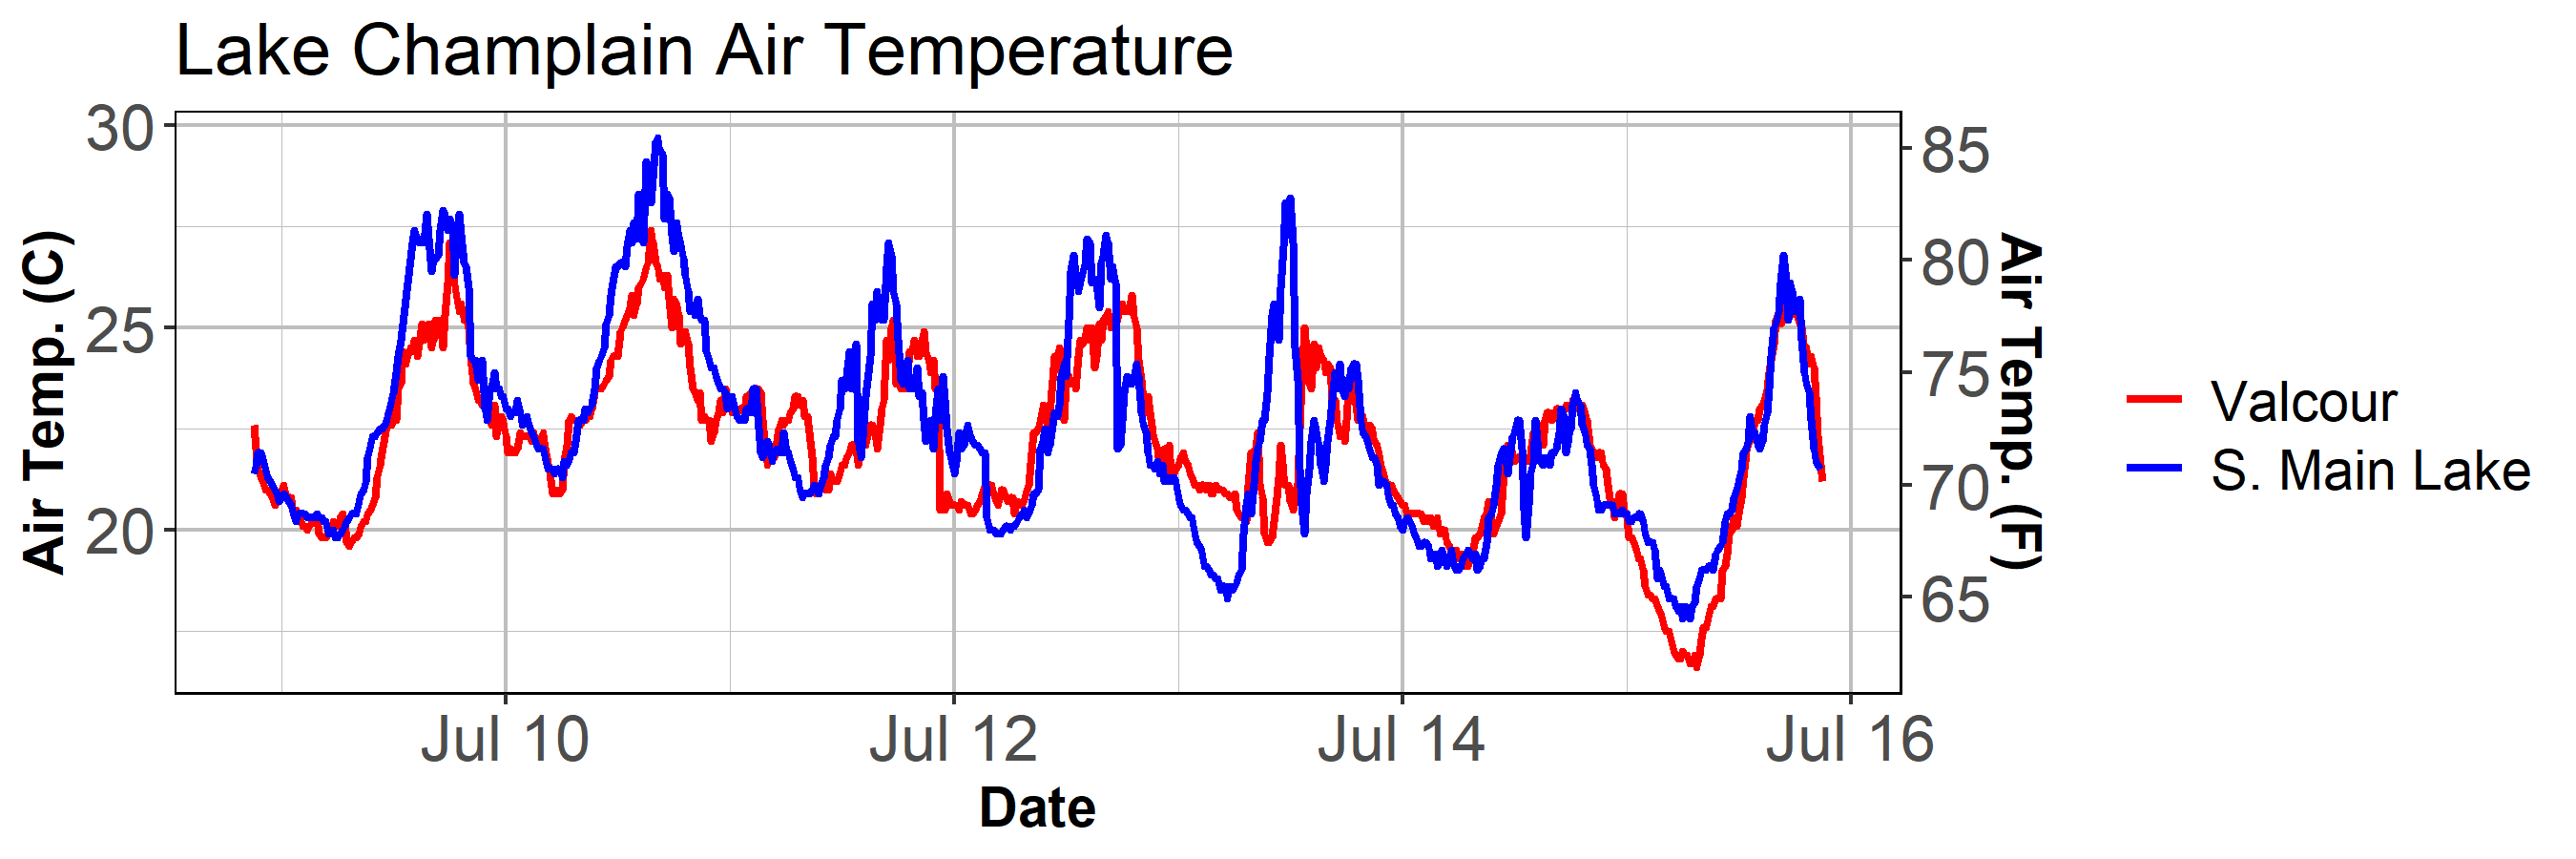 Lake Champlain Air Temperature
30
25
20
Air Temp. (C)
85
80
75
70
65
Air Temp. (F)
Jul 10 Jul 12 Jul 14 Jul 16
Date
Valcour
S. Main Lake